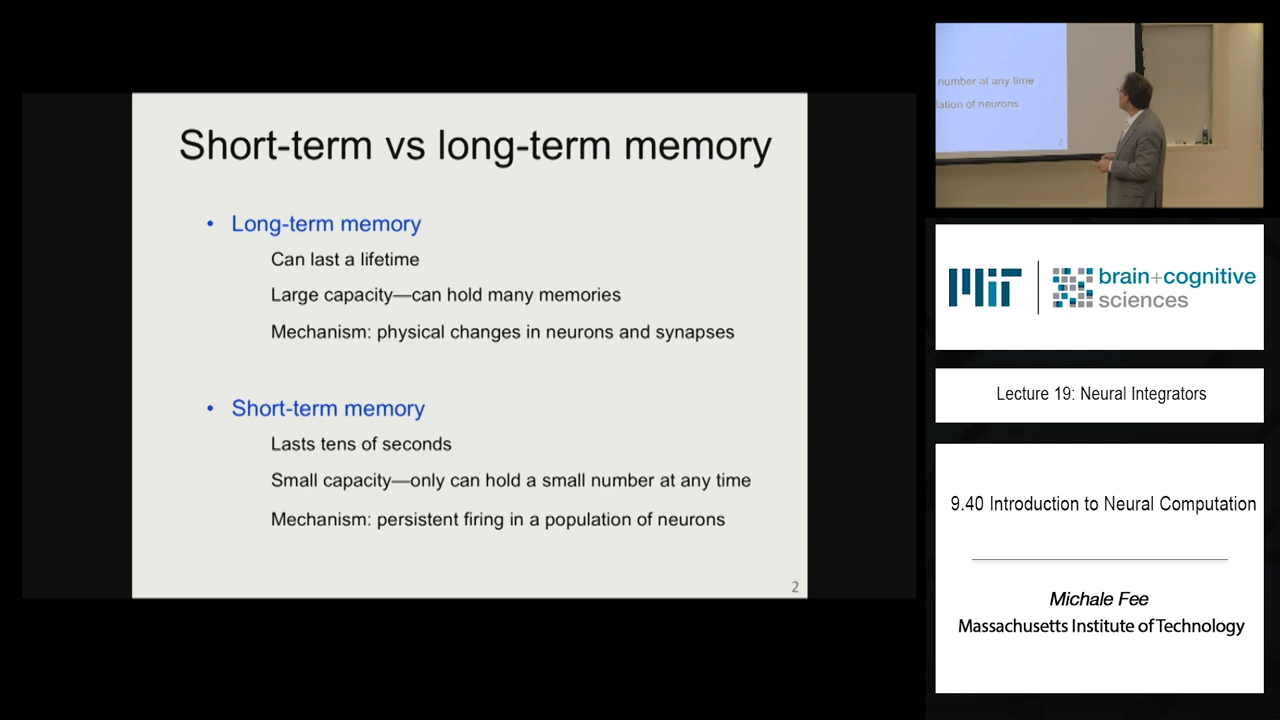 Short-term vs long-term memory
• Long-term memory
Can last a lifetime
Large capacity—can hold many memories
Mechanism: physical changes in neurons and synapses
• Short-term memory
Lasts tens of seconds
Small capacity—only can hold a small number at any time
Mechanism: persistent firing in a population of neurons
2
number at any time
lation of neurons
2
MIT
brain+cognitive
sciences
Lecture 19: Neural Integrators
9.40 Introduction to Neural Computation
Michale Fee
Massachusetts Institute of Technology